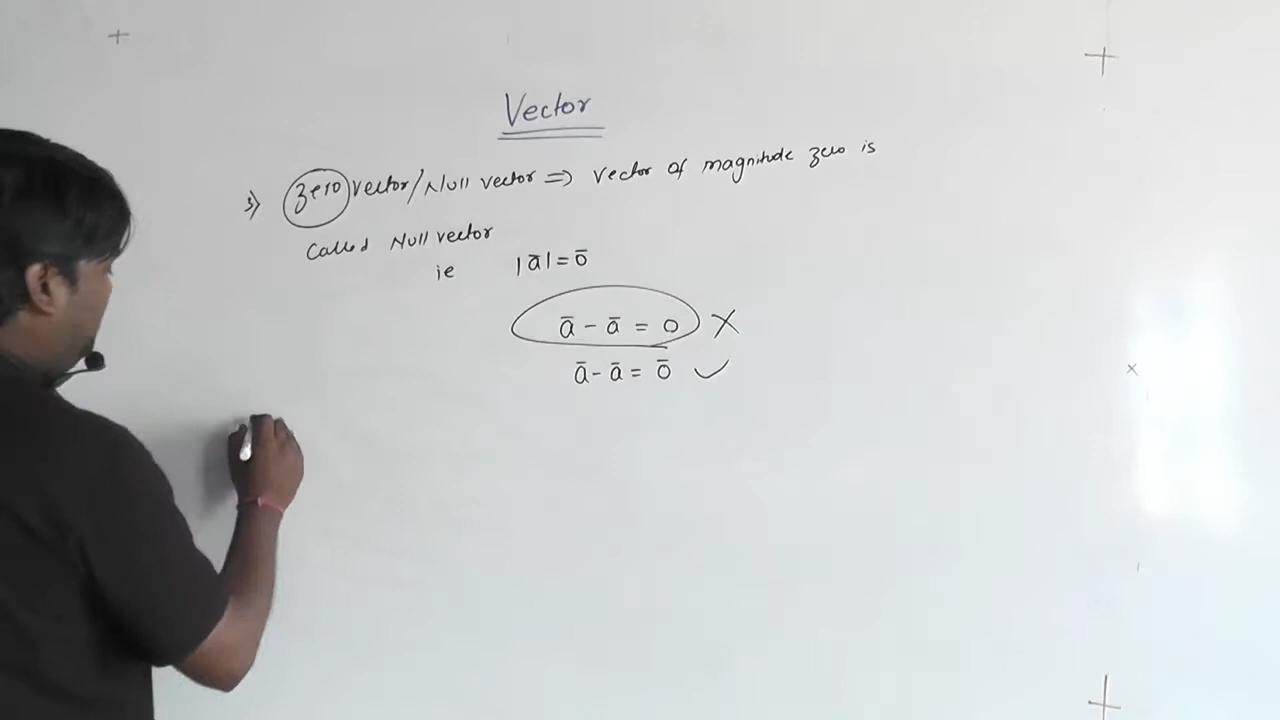 Vector
3) Zero vector/Null vector ⇒ vector of magnitude zero is
Called Null vector
ie |a̅| = 0̅
a̅ - a̅ = 0 ✗
a̅ - a̅ = 0̅ ✓